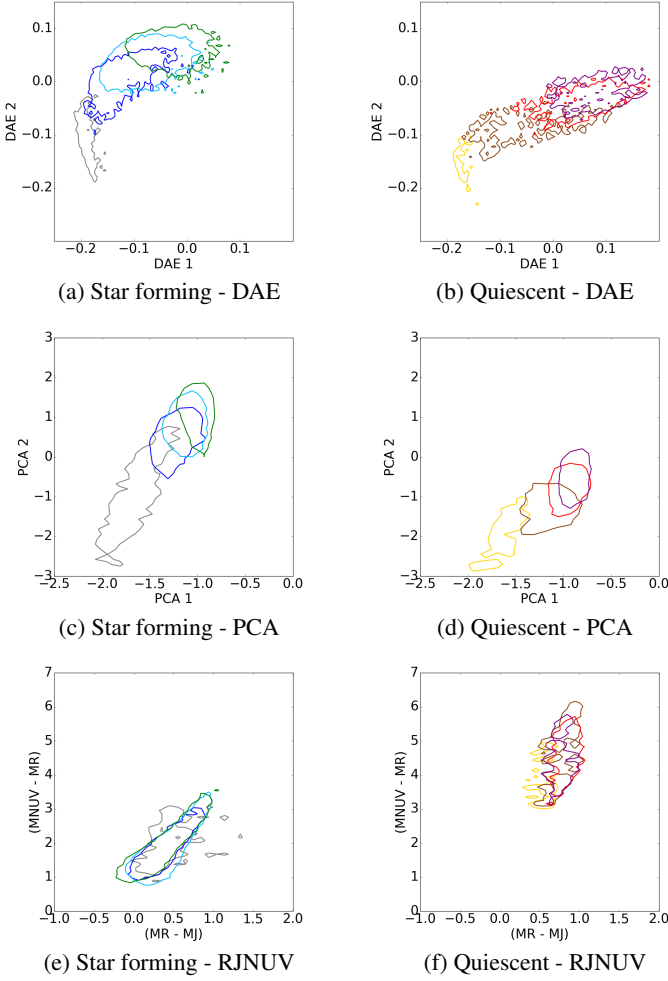 0.1
0.0
−0.1
−0.2
DAE 2
−0.2 −0.1 0.0 0.1
DAE 1
(a) Star forming - DAE
0.1
0.0
−0.1
−0.2
DAE 2
−0.2 −0.1 0.0 0.1
DAE 1
(b) Quiescent - DAE
3
2
1
0
−1
−2
−3
PCA 2
−2.5 −2.0 −1.5 −1.0 −0.5 0.0
PCA 1
(c) Star forming - PCA
3
2
1
0
−1
−2
−3
PCA 2
−2.5 −2.0 −1.5 −1.0 −0.5 0.0
PCA 1
(d) Quiescent - PCA
7
6
5
4
3
2
1
0
(MNUV - MR)
−1.0 −0.5 0.0 0.5 1.0 1.5 2.0
(MR - MJ)
(e) Star forming - RJNUV
7
6
5
4
3
2
1
0
(MNUV - MR)
−1.0 −0.5 0.0 0.5 1.0 1.5 2.0
(MR - MJ)
(f) Quiescent - RJNUV